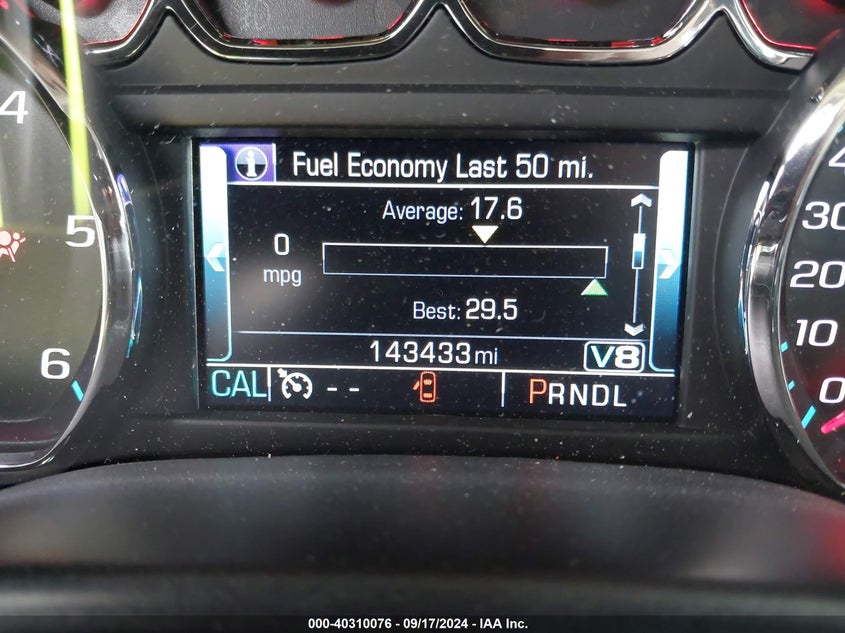 Fuel Economy Last 50 mi.
Average: 17.6
0
mpg
Best: 29.5
143433 mi V8
CAL -- PRNDL
4
5
6
4
30
20
10
0
000-40310076 - 09/17/2024 - IAA Inc.